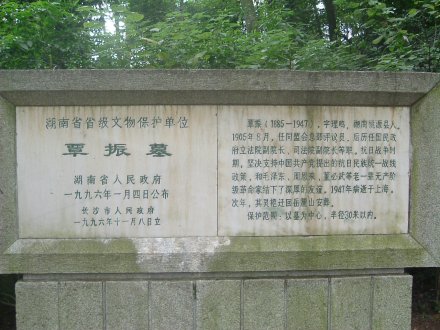 湖南省省级文物保护单位
覃振墓
湖南省人民政府
一九九六年一月四日公布
长沙市人民政府
一九九六年十一月八日立
覃振（1885—1947），字理鸣，湖南桃源县人。
1905年8月，任同盟会总部评议员，后历任国民政
府立法院副院长、司法院副院长等职，抗日战争时
期，坚决支持中国共产党提出的抗日民族统一战线
政策，和毛泽东、周恩来、董必武等老一辈无产阶
级革命家结下了深厚的友谊，1947年病逝于上海。
次年，其灵柩迁回岳麓山安葬。
保护范围：以墓为中心，半径30米以内。